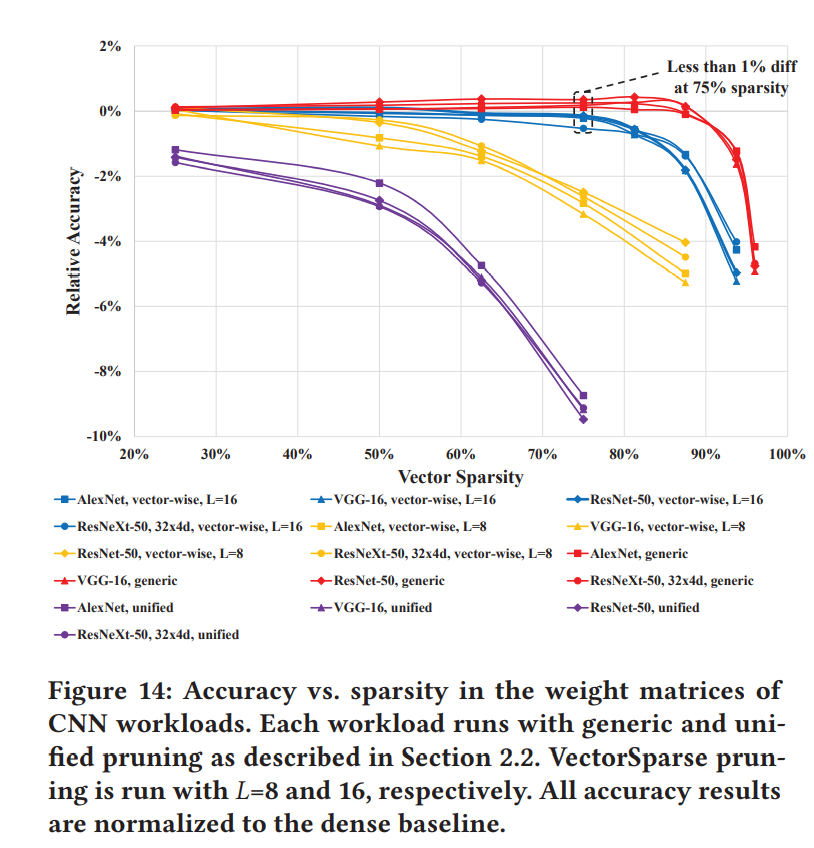 2%
0%
-2%
-4%
-6%
-8%
-10%
Relative Accuracy
Less than 1% diff
at 75% sparsity
20% 30% 40% 50% 60% 70% 80% 90% 100%
Vector Sparsity
AlexNet, vector-wise, L=16 VGG-16, vector-wise, L=16 ResNet-50, vector-wise, L=16
ResNeXt-50, 32x4d, vector-wise, L=16 AlexNet, vector-wise, L=8 VGG-16, vector-wise, L=8
ResNet-50, vector-wise, L=8 ResNeXt-50, 32x4d, vector-wise, L=8 AlexNet, generic
VGG-16, generic ResNet-50, generic ResNeXt-50, 32x4d, generic
AlexNet, unified VGG-16, unified ResNet-50, unified
ResNeXt-50, 32x4d, unified
Figure 14: Accuracy vs. sparsity in the weight matrices of
CNN workloads. Each workload runs with generic and uni-
fied pruning as described in Section 2.2. VectorSparse prun-
ing is run with L=8 and 16, respectively. All accuracy results
are normalized to the dense baseline.